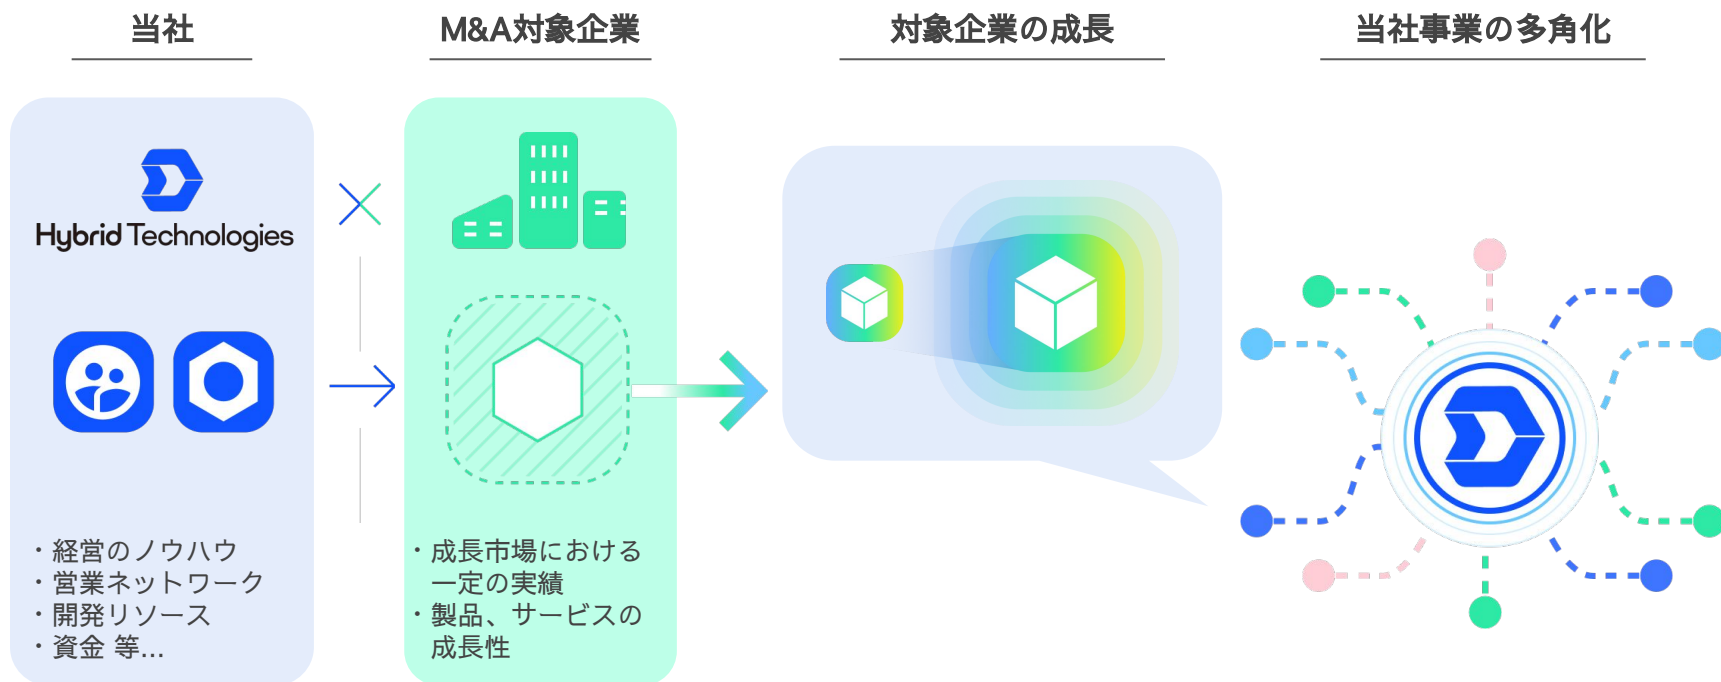 当社
M&A対象企業
対象企業の成長
当社事業の多角化
Hybrid Technologies
・経営のノウハウ
・営業ネットワーク
・開発リソース
・資金 等...
・成長市場における
一定の実績
・製品、サービスの
成長性